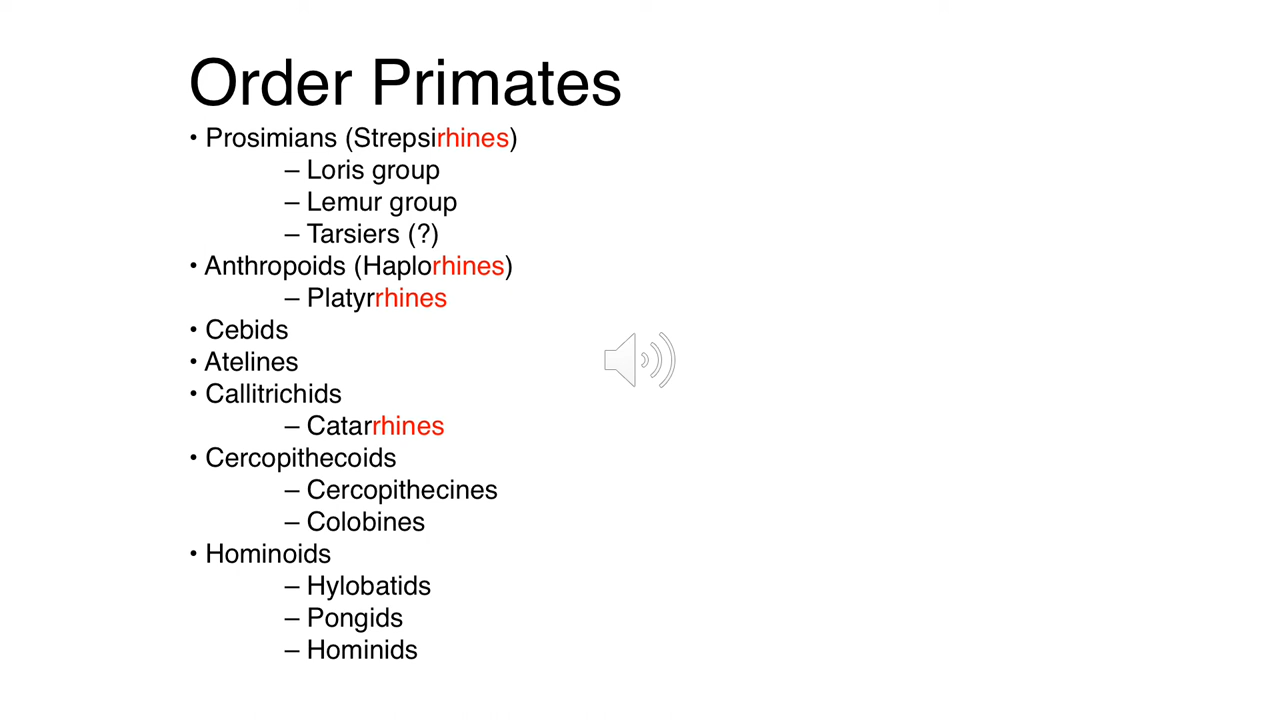 Order Primates
• Prosimians (Strepsirhines)
– Loris group
– Lemur group
– Tarsiers (?)
• Anthropoids (Haplorhines)
– Platyrrhines
• Cebids
• Atelines
• Callitrichids
– Catarrhines
• Cercopithecoids
– Cercopithecines
– Colobines
• Hominoids
– Hylobatids
– Pongids
– Hominids